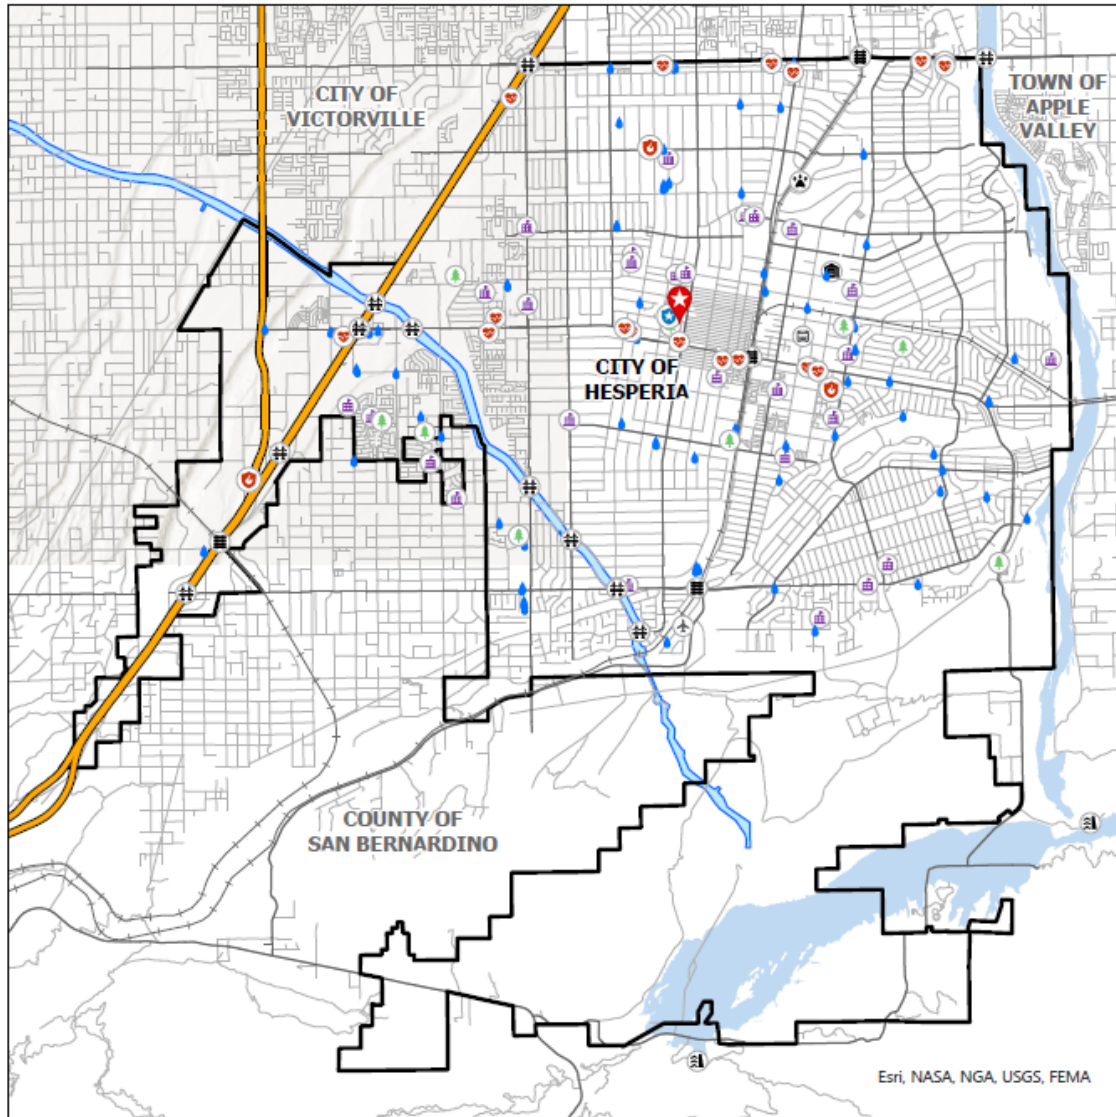 CITY OF
VICTORVILLE
TOWN OF
APPLE
VALLEY
CITY OF
HESPERIA
COUNTY OF
SAN BERNARDINO
Esri, NASA, NGA, USGS, FEMA